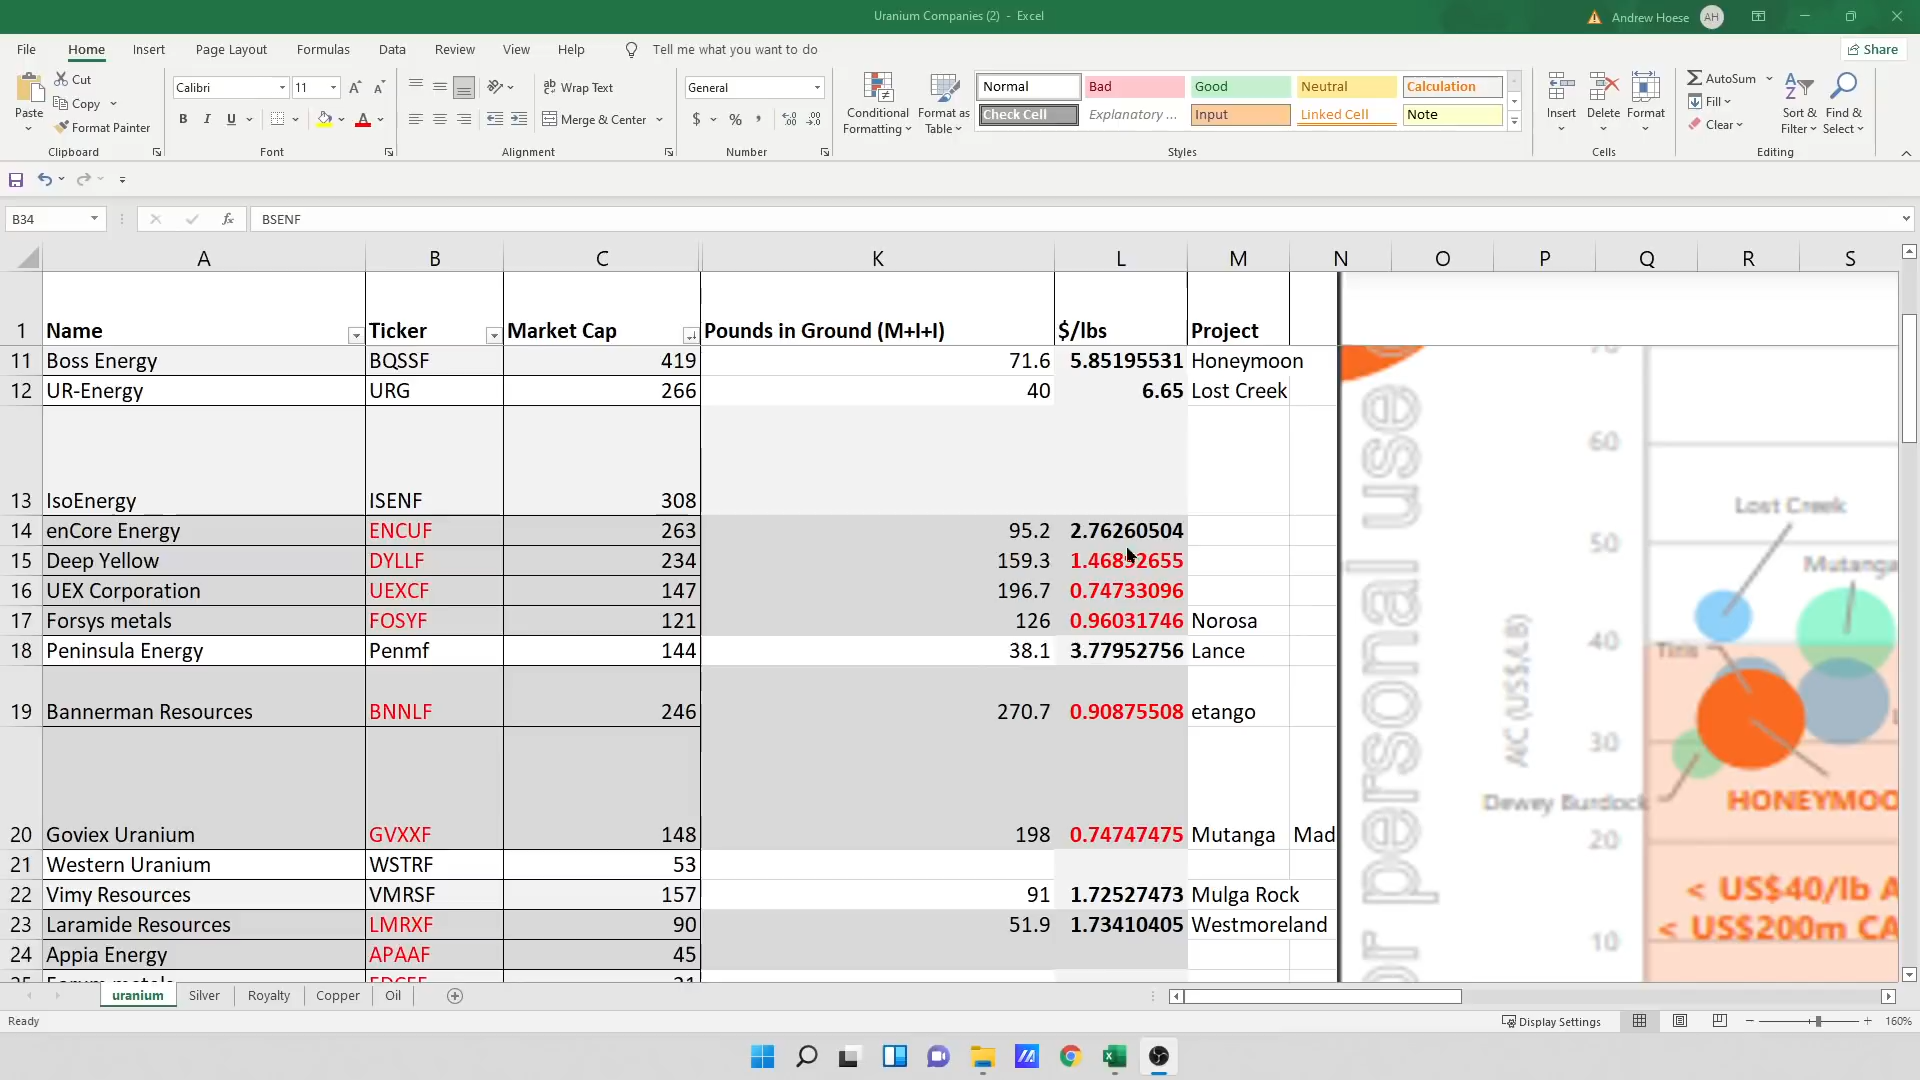 Uranium Companies (2) - Excel
Andrew Hoese AH
File Home Insert Page Layout Formulas Data Review View Help Tell me what you want to do Share
Paste Cut Copy Format Painter Clipboard
Calibri 11 Font
Wrap Text Merge & Center Alignment
General Number
Conditional Formatting Format As Table
Normal Bad Good Neutral Calculation
Check Cell Explanatory ... Input Linked Cell Note
Styles
Insert Delete Format Cells
AutoSum Fill Clear Sort & Filter Find & Select Editing
B34 fx BSENF
A B C K L M N O P Q R S
1 Name Ticker Market Cap Pounds in Ground (M+I+I) $/lbs Project
11 Boss Energy BQSSF 419 71.6 5.85195531 Honeymoon
12 UR-Energy URG 266 40 6.65 Lost Creek
13 IsoEnergy ISENF 308
14 enCore Energy ENCUF 263 95.2 2.76260504
15 Deep Yellow DYLLF 234 159.3
16 UEX Corporation UEXCF 147 196.7 0.74733096
17 Forsys metals FOSYF 121 126 0.96031746 Norosa
18 Peninsula Energy Penmf 144 38.1 3.77952756 Lance
19 Bannerman Resources BNNLF 246 270.7 0.90875508 etango
20 Goviex Uranium GVXXF 148 198 0.74747475 Mutanga Mad
21 Western Uranium WSTRF 53
22 Vimy Resources VMRSF 157 91 1.72527473 Mulga Rock
23 Laramide Resources LMRXF 90 51.9 1.73410405 Westmoreland
24 Appia Energy APAAF 45
or personal use
AIC (US$/LB)
60
50
40
30
20
10
Lost Creek
Mutanga
Tiris
Dewey Burdock
HONEYMOO
< US$40/lb A
< US$200m CA
uranium Silver Royalty Copper Oil
Ready Display Settings 160%